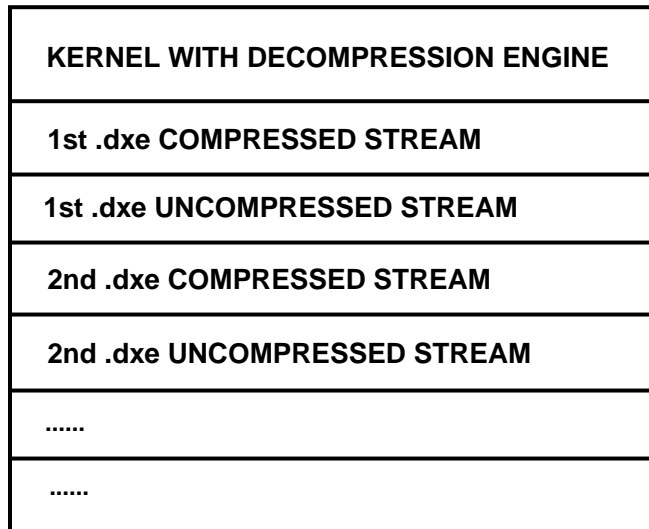 KERNEL WITH DECOMPRESSION ENGINE
1st .dxe COMPRESSED STREAM
1st .dxe UNCOMPRESSED STREAM
2nd .dxe COMPRESSED STREAM
2nd .dxe UNCOMPRESSED STREAM
......
......